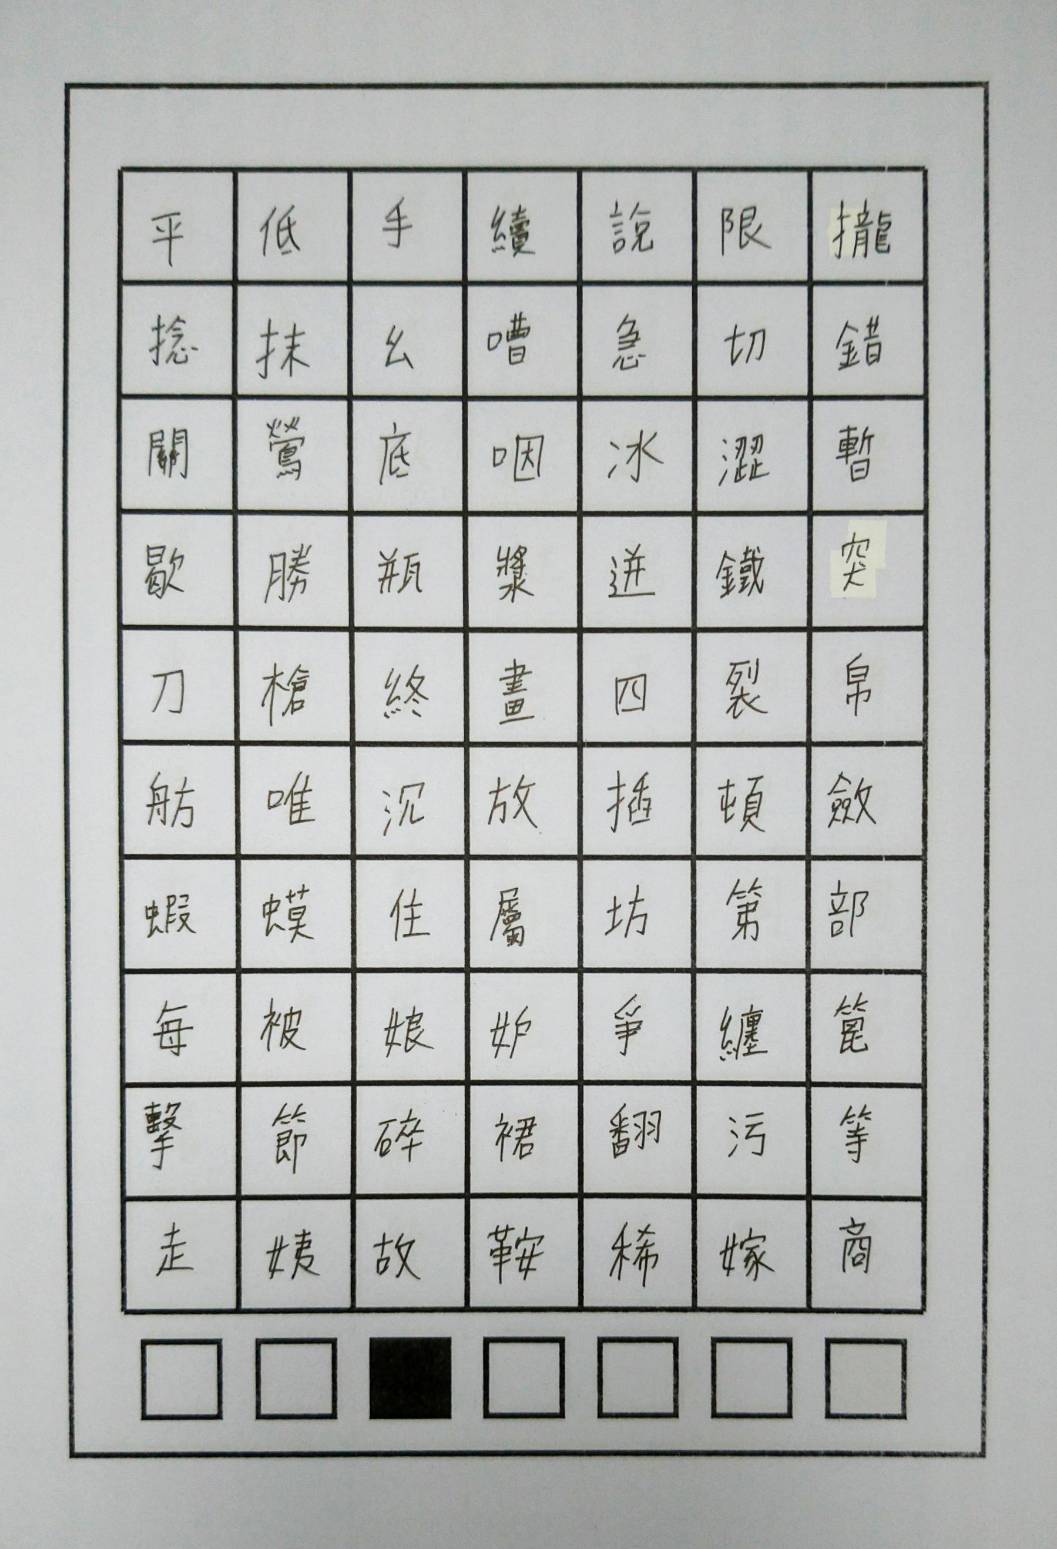 平低手續說限攏
捻抹么嘈急切錯
關鶯底咽冰澀暫
歇勝瓶漿迸鐵突
刀槍終畫四裂帛
舫唯沉放插頓斂
蝦蟆住屬坊第部
每被娘妒爭纏篦
擊節碎裙翻污等
走姨故鞍稀嫁商